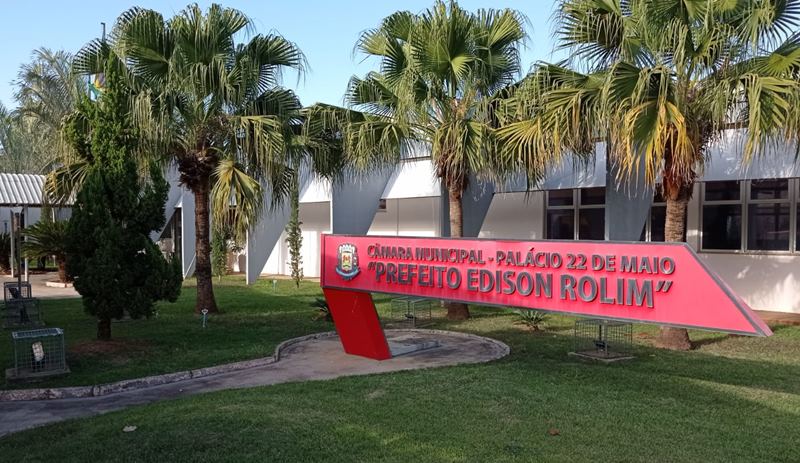 CÂMARA MUNICIPAL - PALÁCIO 22 DE MAIO
"PREFEITO EDISON ROLIM"